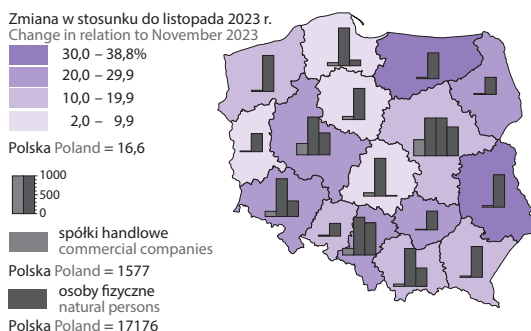 Zmiana w stosunku do listopada 2023 r.
Change in relation to November 2023
30,0 – 38,8%
20,0 – 29,9
10,0 – 19,9
2,0 – 9,9
Polska Poland = 16,6
1000
500
0
spółki handlowe
commercial companies
Polska Poland = 1577
osoby fizyczne
natural persons
Polska Poland = 17176